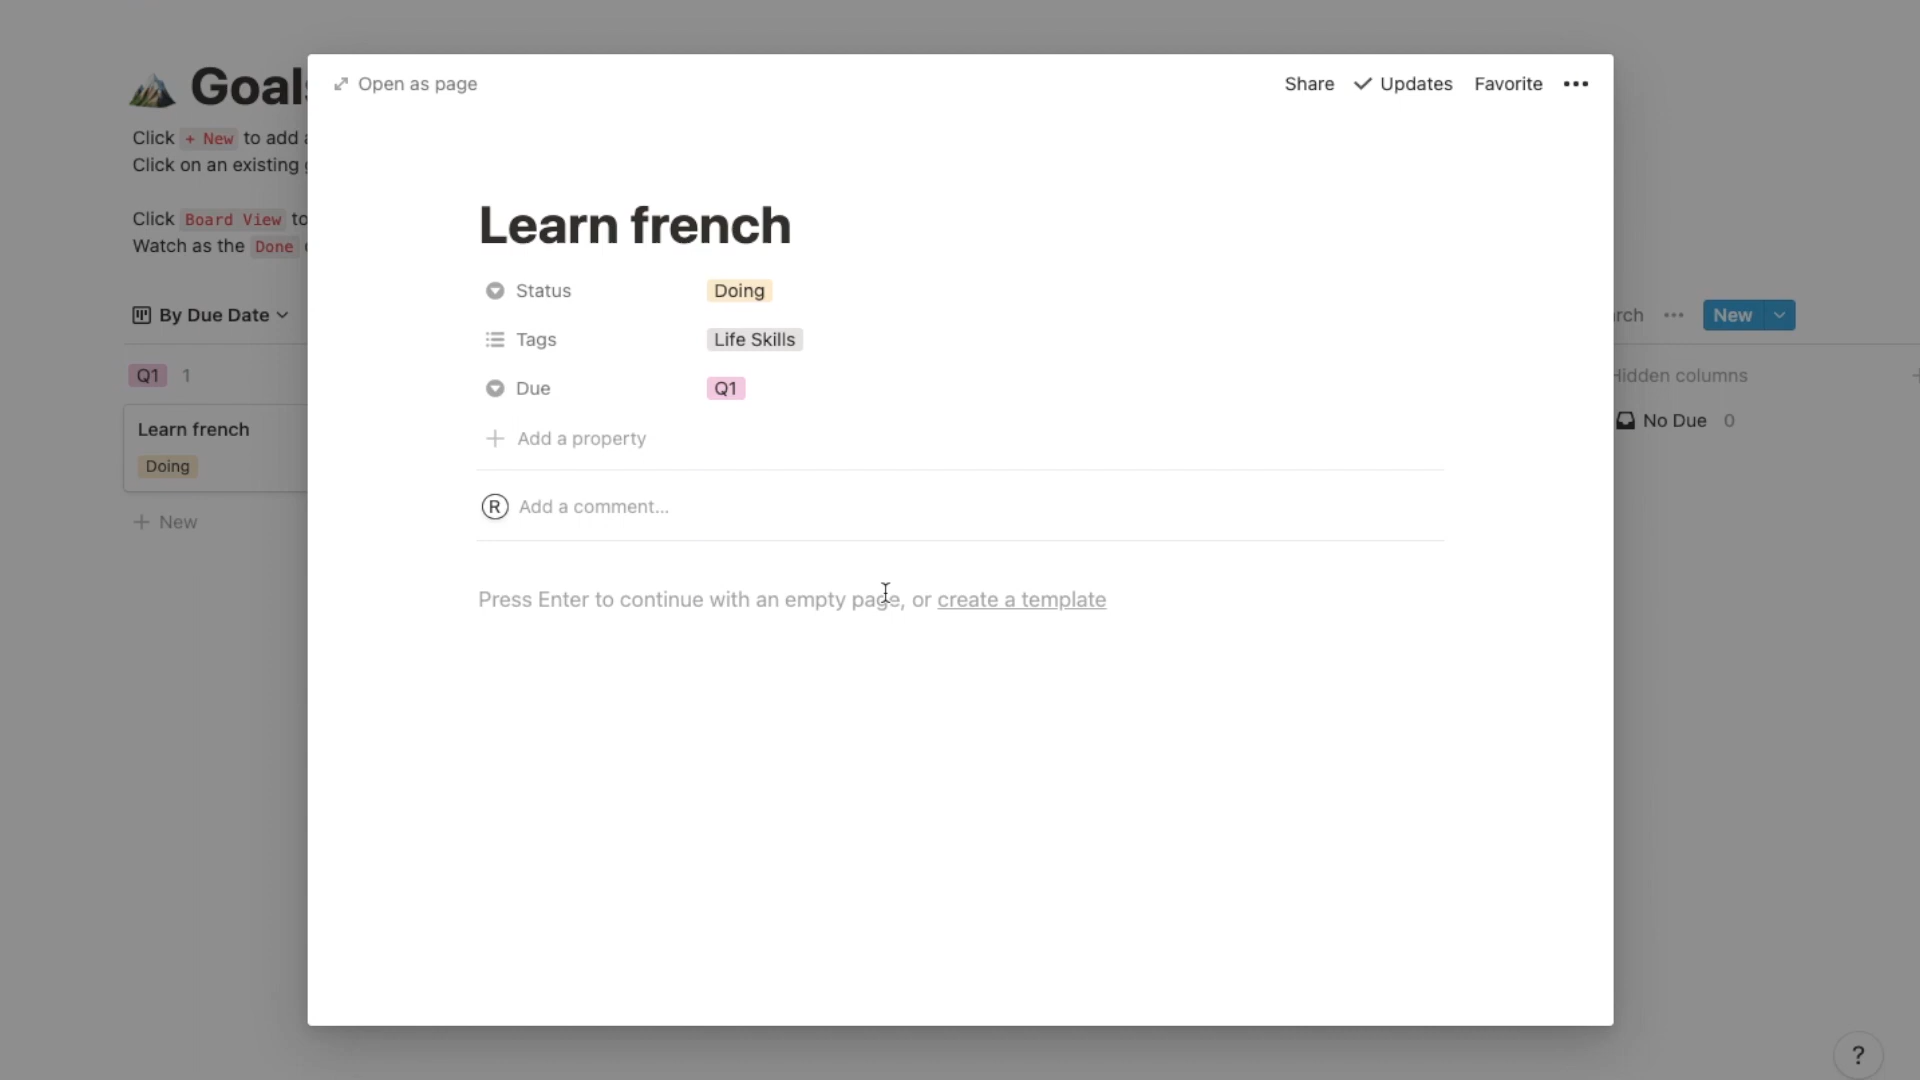 Open as page
Share Updates Favorite
Goals
Click + New to add
Click on an existing
Click Board View to
Watch as the Done
By Due Date
New
Q1 1
Learn french
Doing
+ New
Learn french
Status Doing
Tags Life Skills
Due Q1
+ Add a property
R Add a comment...
Press Enter to continue with an empty page, or create a template
Hidden columns
No Due 0
?